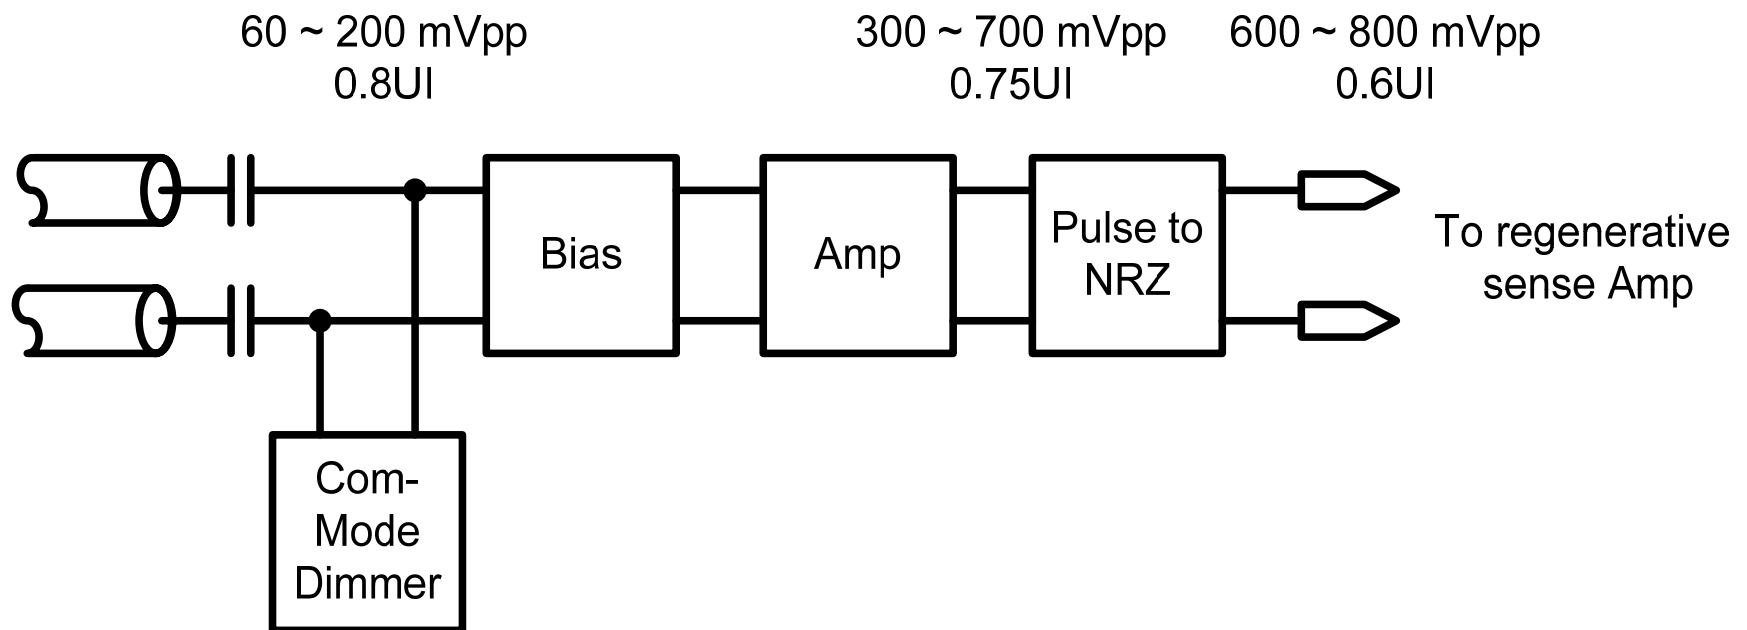 60 ~ 200 mVpp
0.8UI
300 ~ 700 mVpp
0.75UI
600 ~ 800 mVpp
0.6UI
Bias
Amp
Pulse to
NRZ
To regenerative
sense Amp
Com-
Mode
Dimmer